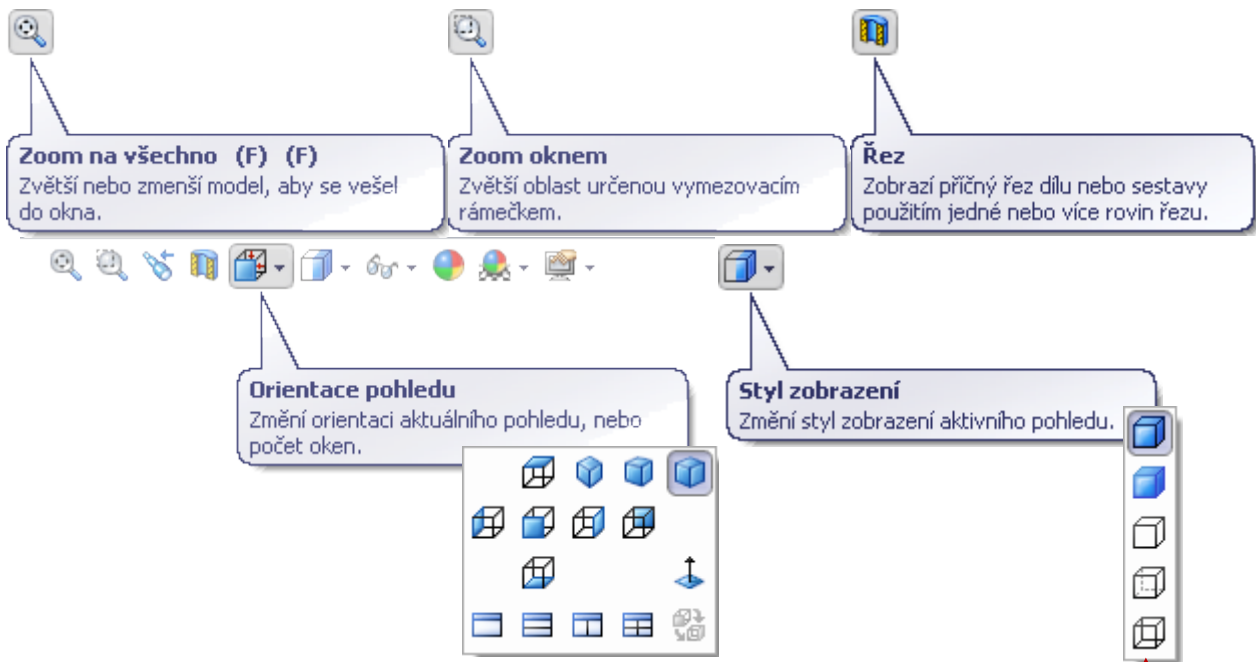 Zoom na všechno (F) (F)
Zvětší nebo zmenší model, aby se vešel
do okna.
Zoom oknem
Zvětší oblast určenou vymezovacím
rámečkem.
Řez
Zobrazí příčný řez dílu nebo sestavy
použitím jedné nebo více rovin řezu.
Orientace pohledu
Změní orientaci aktuálního pohledu, nebo
počet oken.
Styl zobrazení
Změní styl zobrazení aktivního pohledu.